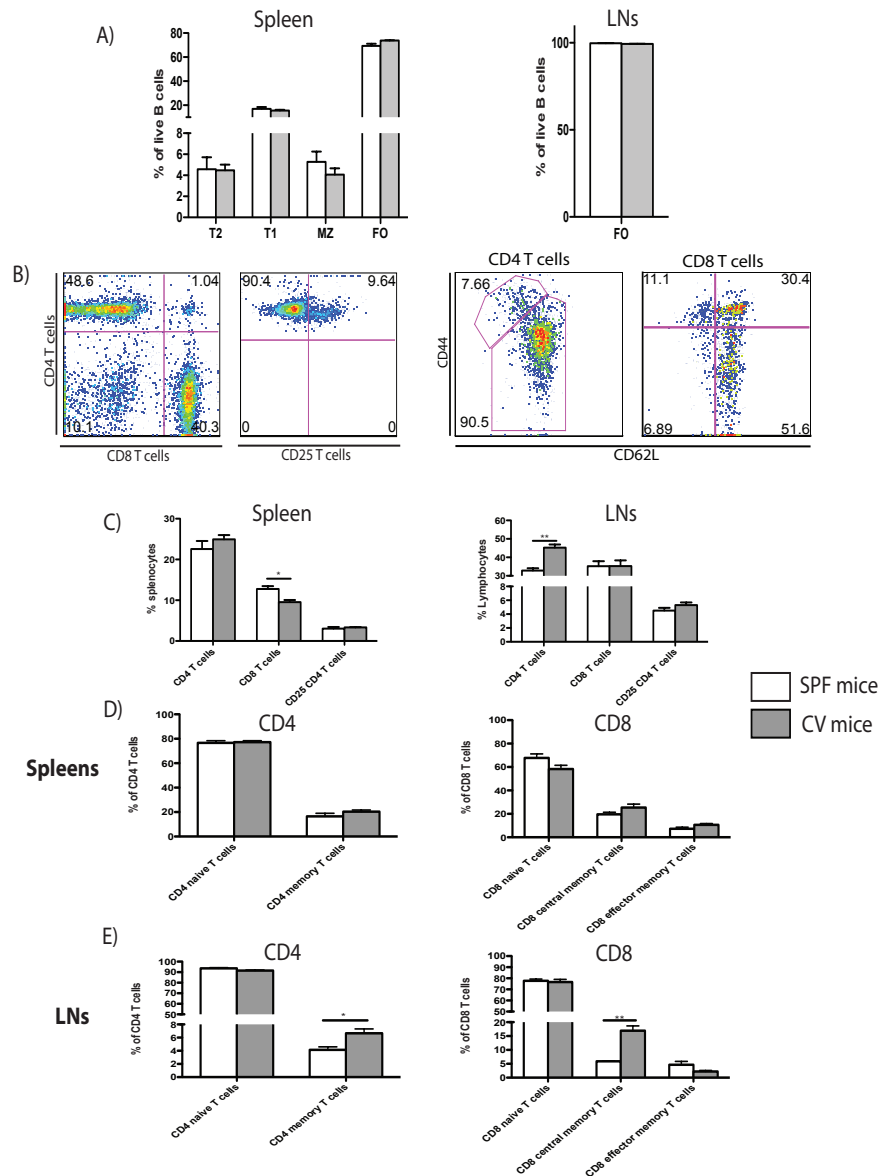 A)
Spleen
LNs
% of live B cells
80
60
40
20
8
6
4
2
0
T2
T1
MZ
FO
% of live B cells
100
50
0
FO
B)
CD4 T cells
CD8 T cells
48.6
1.04
10.1
40.3
CD4 T cells
CD8 T cells
90.4
9.64
0
0
CD25 T cells
7.66
90.5
CD44
11.1
30.4
6.89
51.6
CD62L
C)
Spleen
LNs
% splenocytes
30
20
10
0
*
CD4 T cells
CD8 T cells
CD25 CD4 T cells
% Lymphocytes
60
50
40
30
8
6
4
2
0
**
CD4 T cells
CD8 T cells
CD25 CD4 T cells
SPF mice
CV mice
D)
Spleens
CD4
CD8
% of CD4 T cells
100
80
60
40
20
0
CD4 naive T cells
CD4 memory T cells
% of CD8 T cells
100
80
60
40
20
0
CD8 naive T cells
CD8 central memory T cells
CD8 effector memory T cells
E)
LNs
CD4
CD8
% of CD4 T cells
100
90
80
70
60
50
8
6
4
2
0
*
CD4 naive T cells
CD4 memory T cells
% of CD8 T cells
100
90
80
70
60
50
20
15
10
5
0
**
CD8 naive T cells
CD8 central memory T cells
CD8 effector memory T cells